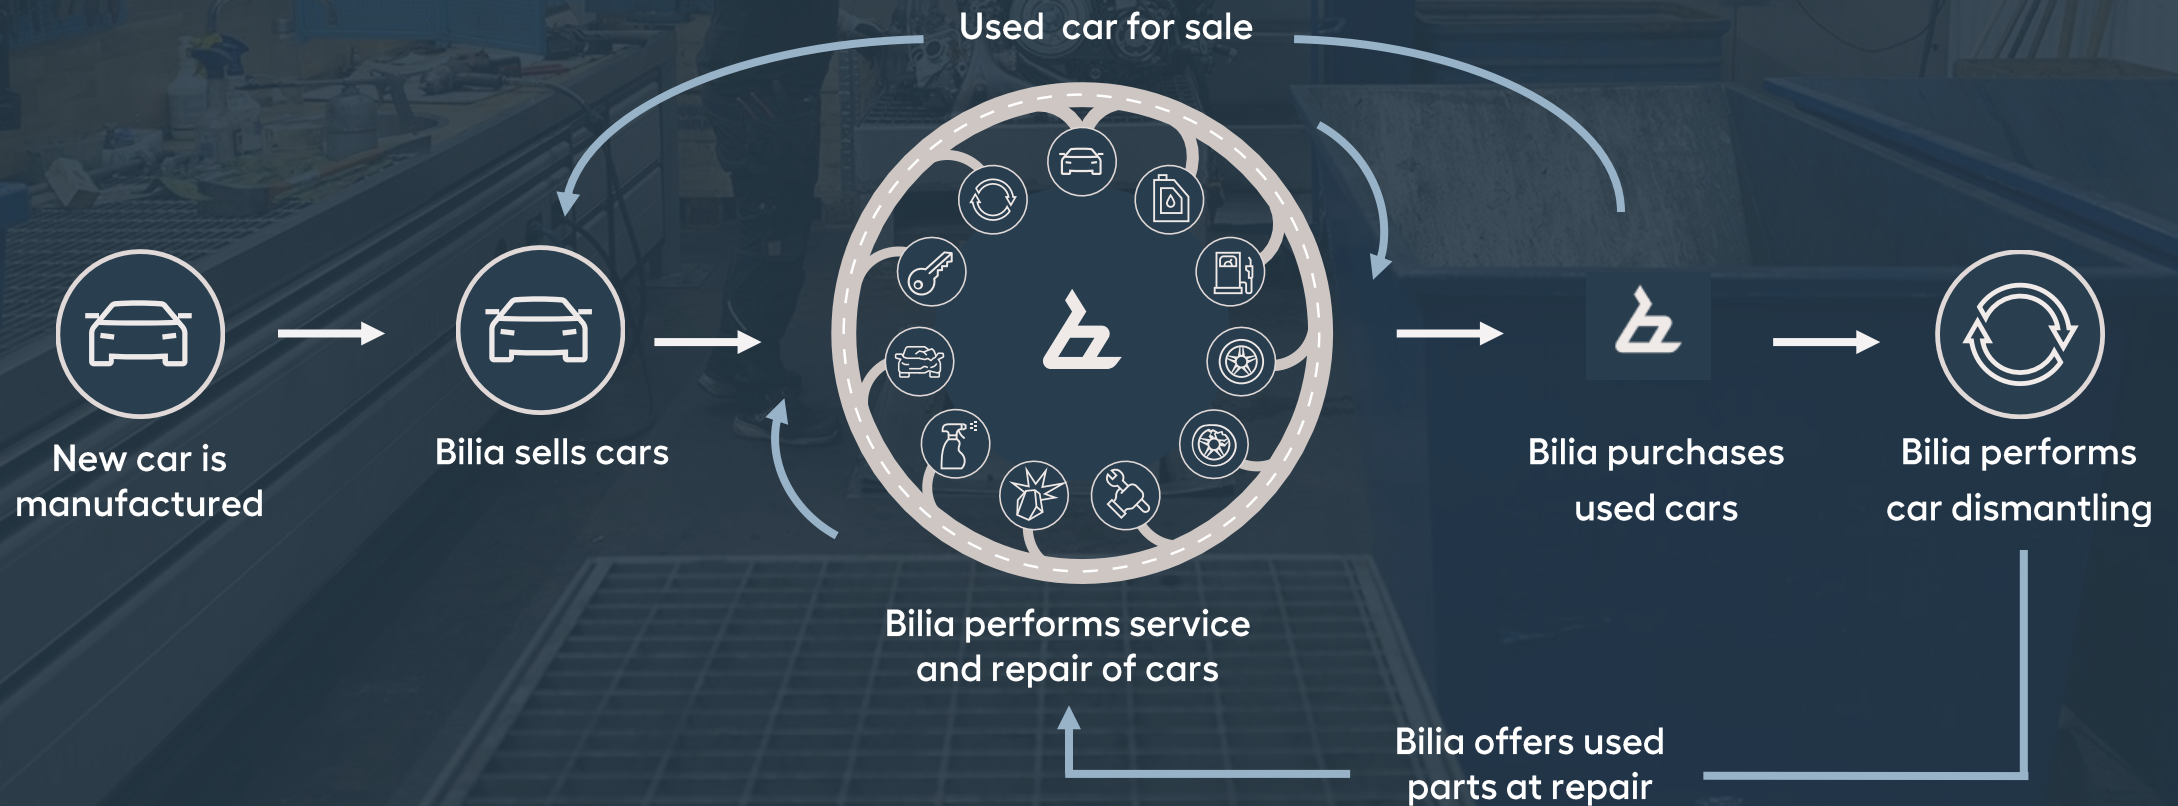 Used car for sale
New car is
manufactured
Bilia sells cars
Bilia performs service
and repair of cars
Bilia purchases
used cars
Bilia performs
car dismantling
Bilia offers used
parts at repair